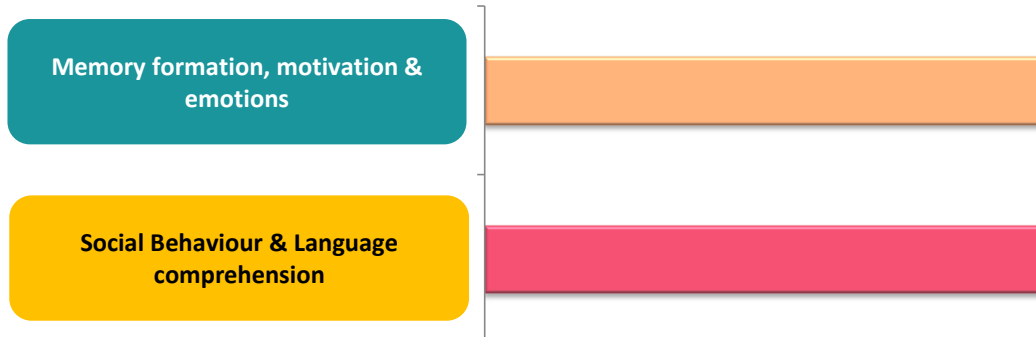 Memory formation, motivation &
emotions
Social Behaviour & Language
comprehension